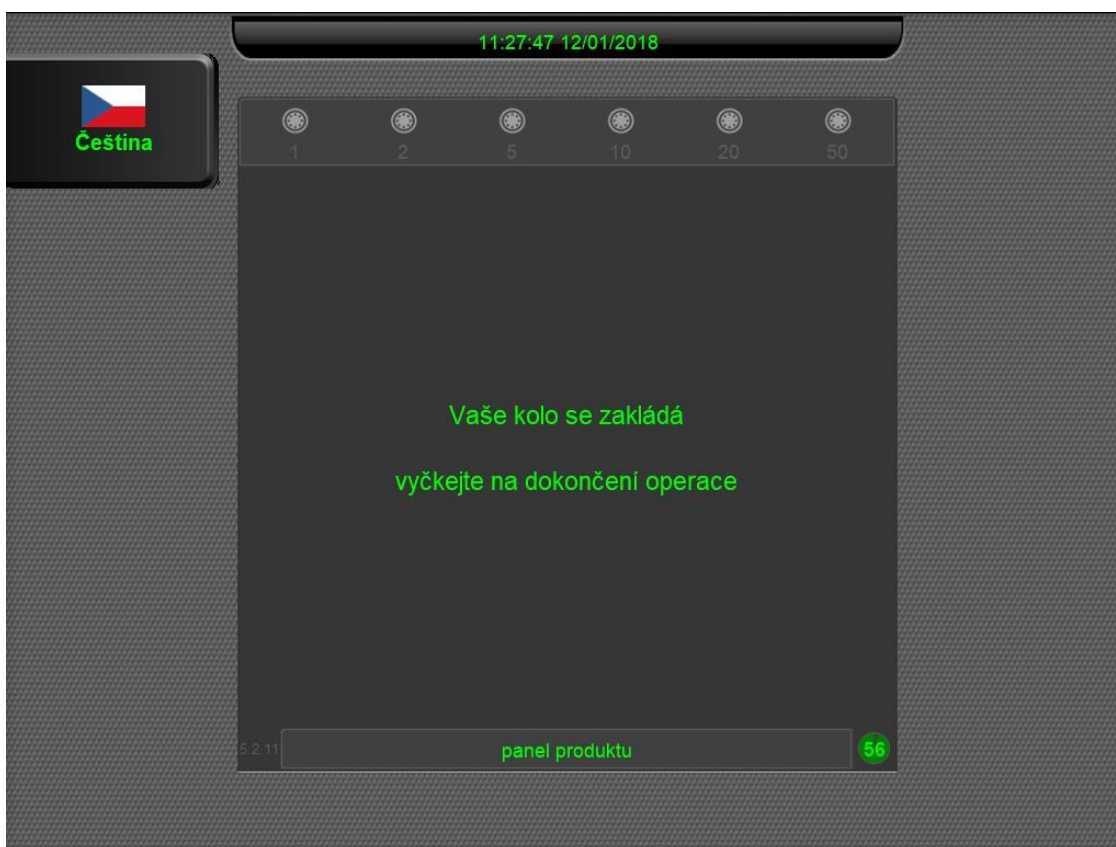 11:27:47 12/01/2018
Čeština
1 2 5 10 20 50
Vaše kolo se zakládá
vyčkejte na dokončení operace
5.2.11 panel produktu 56